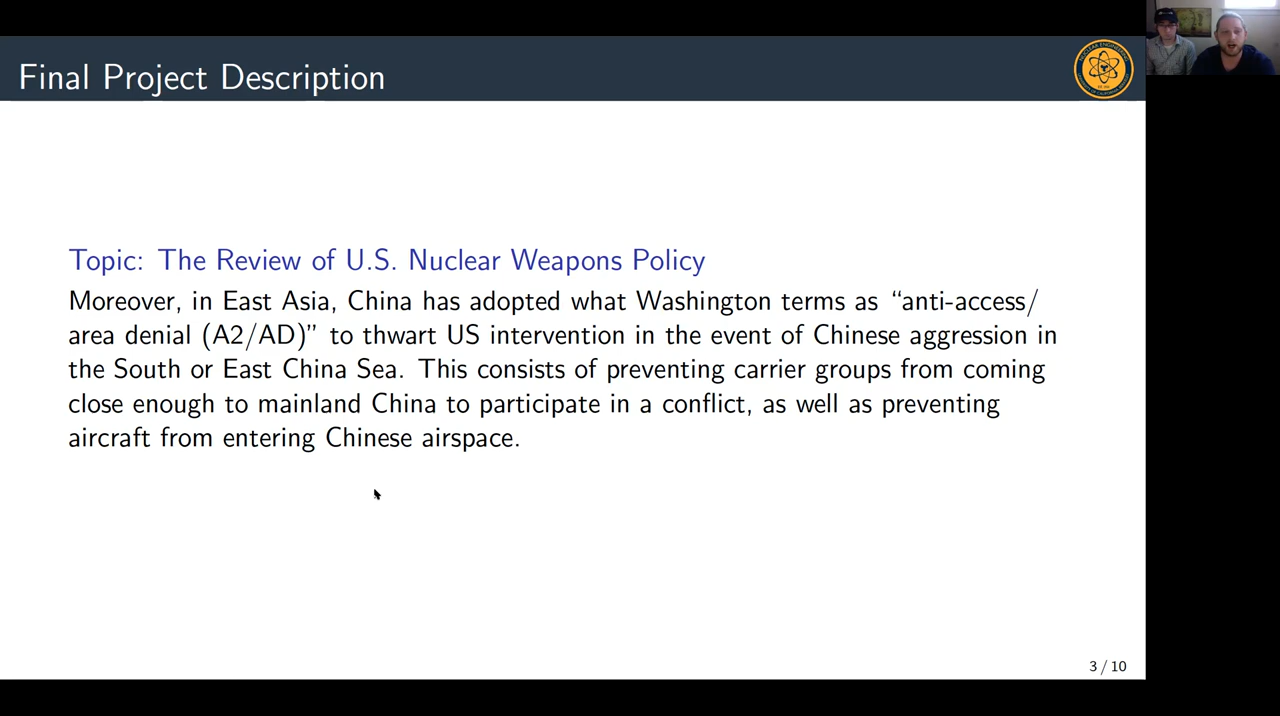 Final Project Description
Topic: The Review of U.S. Nuclear Weapons Policy
Moreover, in East Asia, China has adopted what Washington terms as “anti-access/
area denial (A2/AD)” to thwart US intervention in the event of Chinese aggression in
the South or East China Sea. This consists of preventing carrier groups from coming
close enough to mainland China to participate in a conflict, as well as preventing
aircraft from entering Chinese airspace.
3 / 10